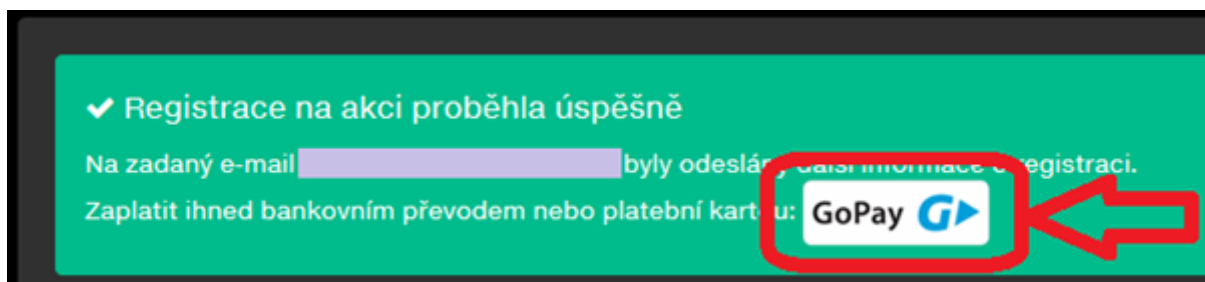 ✔ Registrace na akci proběhla úspěšně
Na zadaný e-mail byly odeslány další informace o registraci.
Zaplatit ihned bankovním převodem nebo platební kartou: GoPay